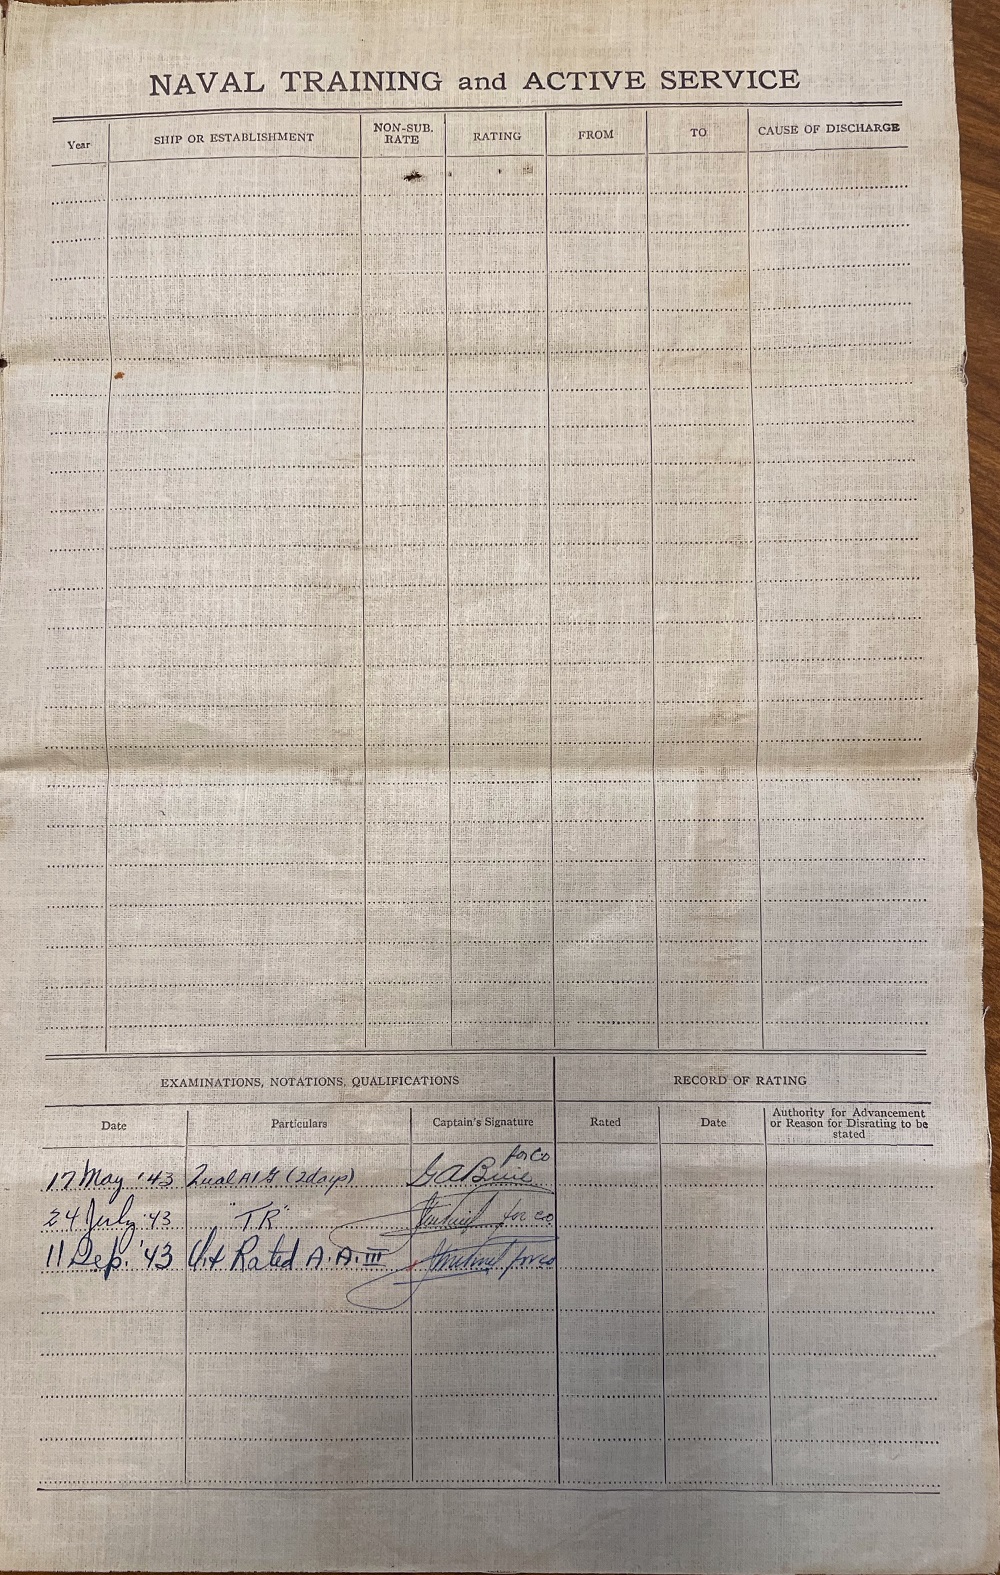 NAVAL TRAINING and ACTIVE SERVICE
Year SHIP OR ESTABLISHMENT NON-SUB. RATE RATING FROM TO CAUSE OF DISCHARGE
EXAMINATIONS, NOTATIONS, QUALIFICATIONS RECORD OF RATING
Date Particulars Captain's Signature Rated Date Authority for Advancement
or Reason for Disrating to be
stated
for CO
17 May '43 (2 days)
24 July '43 "TR" for co
11 Sep. '43 Rated A.A. III for co